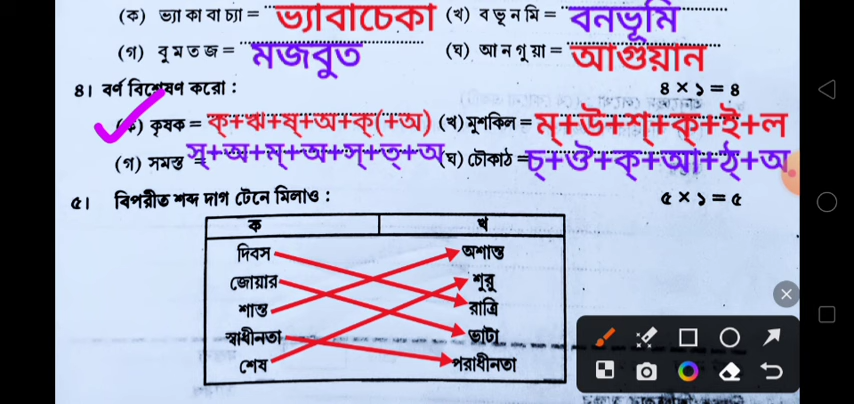 (ক) ভ্যা কা বা চ্যা = ভ্যাবাচেকা (খ) ব ভূ ন মি = বনভূমি
(গ) বু ম ত জ = মজবুত (ঘ) আ ন গু য়া = আগুয়ান
৪। বর্ণ বিশ্লেষণ করো : ৪ × ১ = ৪
(ক) কৃষক = ক্+ঋ+ষ্+অ+ক্(+অ) (খ) মুশকিল = ম্+উ+শ্+ক্+ই+ল
(গ) সমস্ত = স্+অ+ম্+অ+স্+ত্+অ (ঘ) চৌকাঠ = চ্+ঔ+ক্+আ+ঠ্+অ
৫। বিপরীত শব্দ দাগ টেনে মিলাও : ৫ × ১ = ৫
ক খ
দিবস অশান্ত
জোয়ার শুরু
শান্ত রাত্রি
স্বাধীনতা ভাটা
শেষ পরাধীনতা